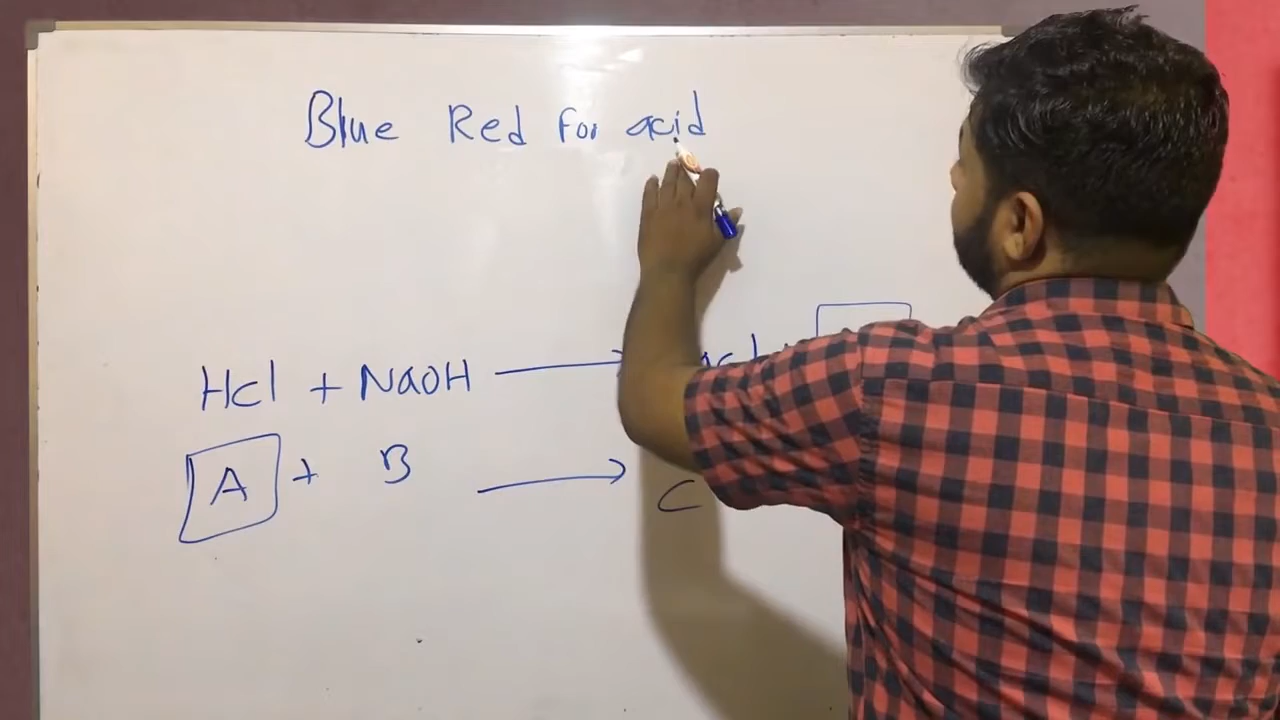 Blue Red for acid
Hcl + NaOH ⟶
A + B ⟶ C